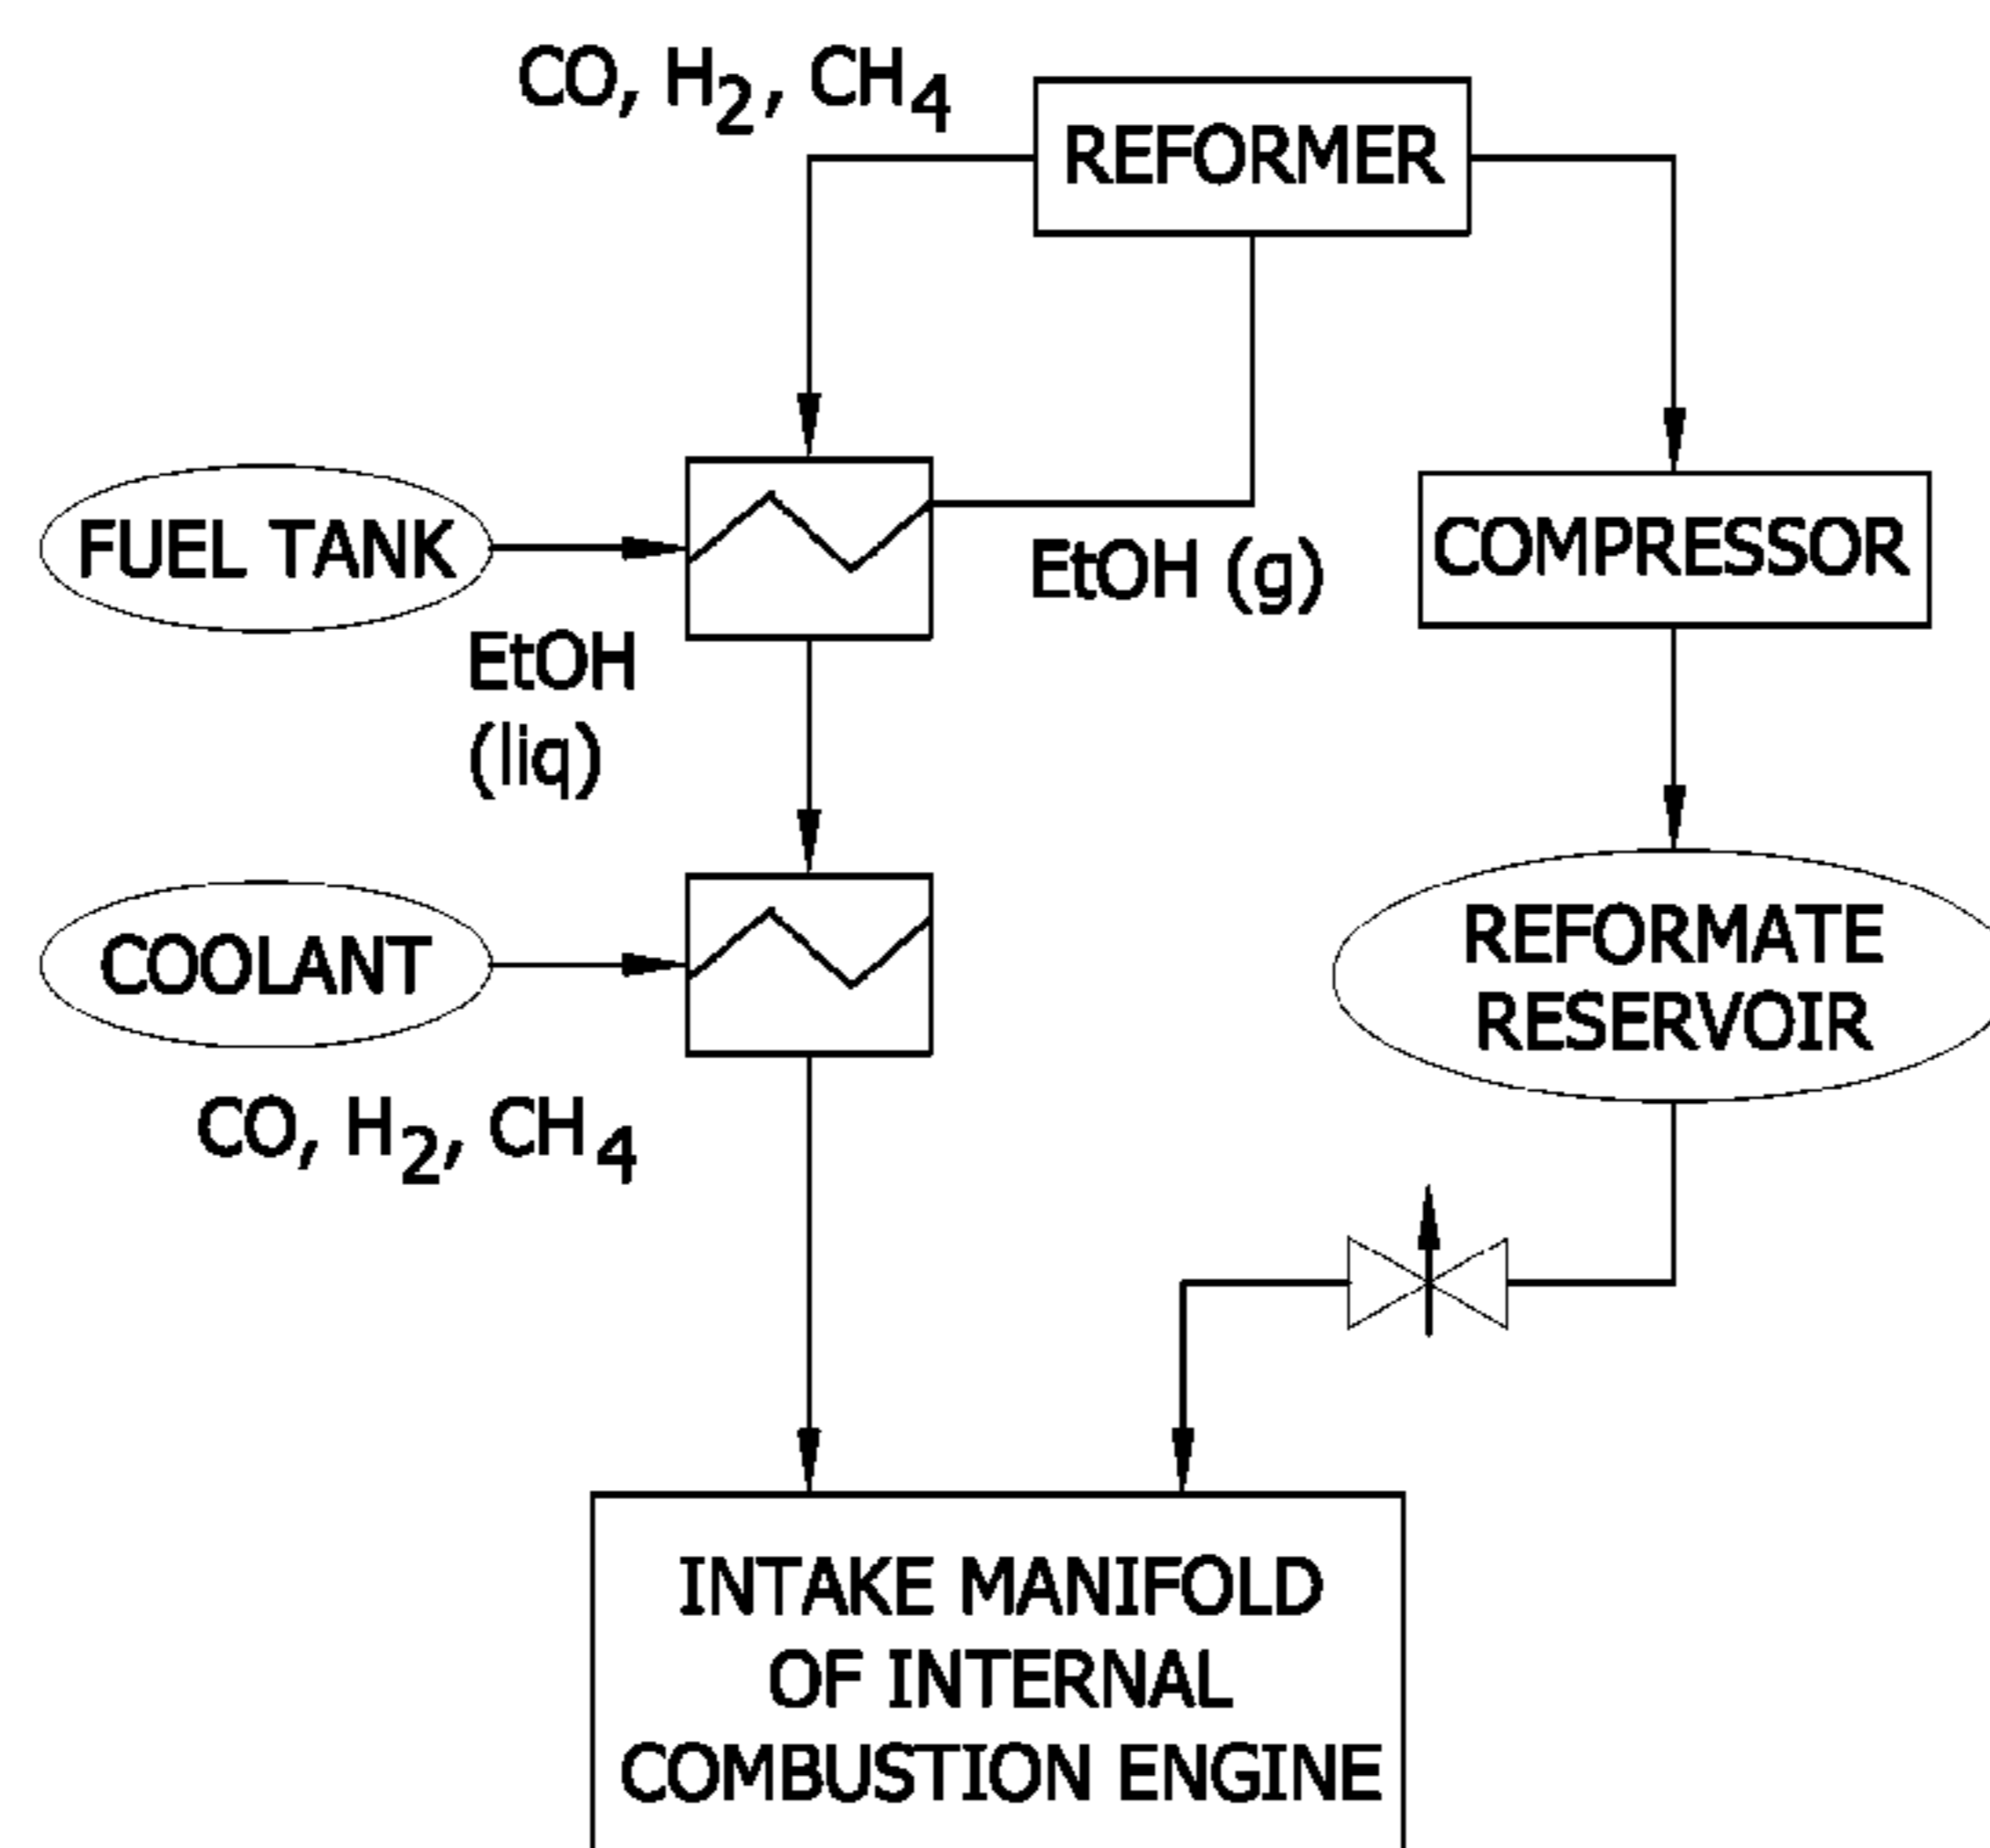 CO, H2, CH4
REFORMER
FUEL TANK
EtOH (g)
COMPRESSOR
EtOH
(liq)
COOLANT
REFORMATE
RESERVOIR
CO, H2, CH4
INTAKE MANIFOLD
OF INTERNAL
COMBUSTION ENGINE